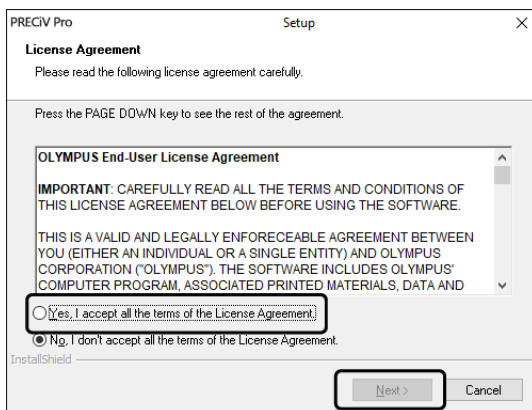 PRECiV Pro Setup
License Agreement
Please read the following license agreement carefully.
Press the PAGE DOWN key to see the rest of the agreement.
OLYMPUS End-User License Agreement
IMPORTANT: CAREFULLY READ ALL THE TERMS AND CONDITIONS OF
THIS LICENSE AGREEMENT BELOW BEFORE USING THE SOFTWARE.
THIS IS A VALID AND LEGALLY ENFORECEABLE AGREEMENT BETWEEN
YOU (EITHER AN INDIVIDUAL OR A SINGLE ENTITY) AND OLYMPUS
CORPORATION ("OLYMPUS"). THE SOFTWARE INCLUDES OLYMPUS'
COMPUTER PROGRAM, ASSOCIATED PRINTED MATERIALS, DATA AND
Yes, I accept all the terms of the License Agreement.
No, I don't accept all the terms of the License Agreement.
InstallShield
Next > Cancel